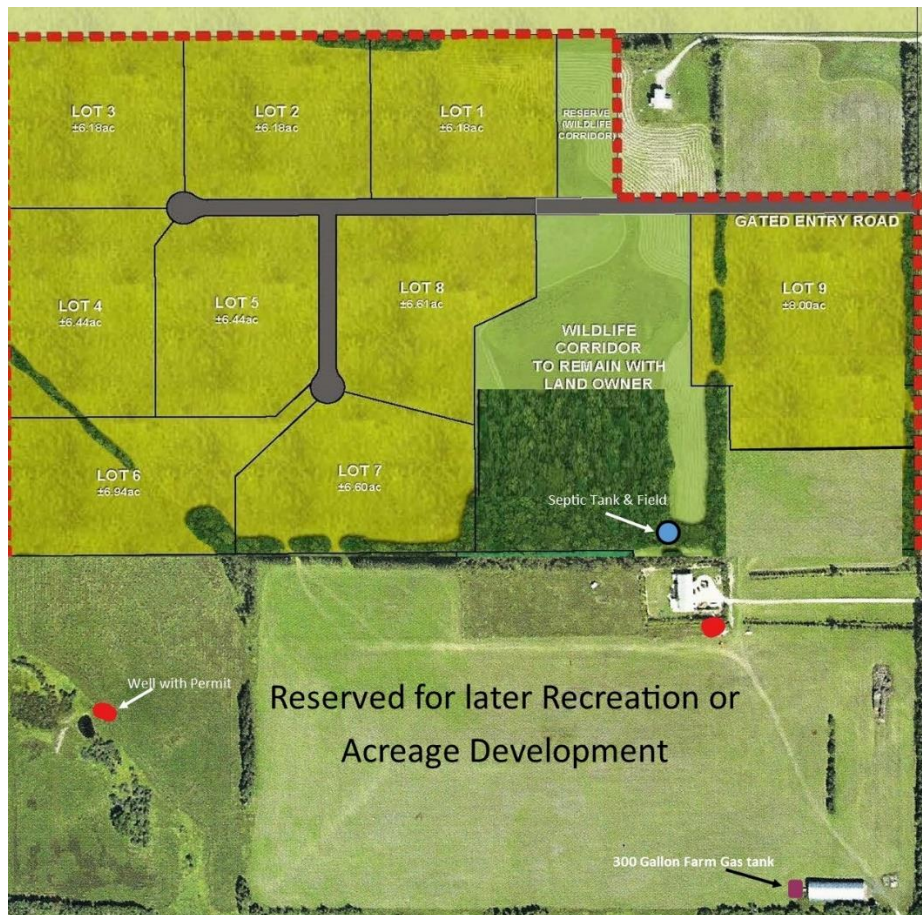 LOT 3
±6.18ac
LOT 2
±6.18ac
LOT 1
±6.18ac
RESERVE
(WILDLIFE
CORRIDOR)
GATED ENTRY ROAD
LOT 4
±6.44ac
LOT 5
±6.44ac
LOT 8
±6.61ac
LOT 9
±9.00ac
WILDLIFE
CORRIDOR
TO REMAIN WITH
LAND OWNER
LOT 6
±6.94ac
LOT 7
±6.60ac
Septic Tank & Field
Well with Permit
Reserved for later Recreation or
Acreage Development
300 Gallon Farm Gas tank